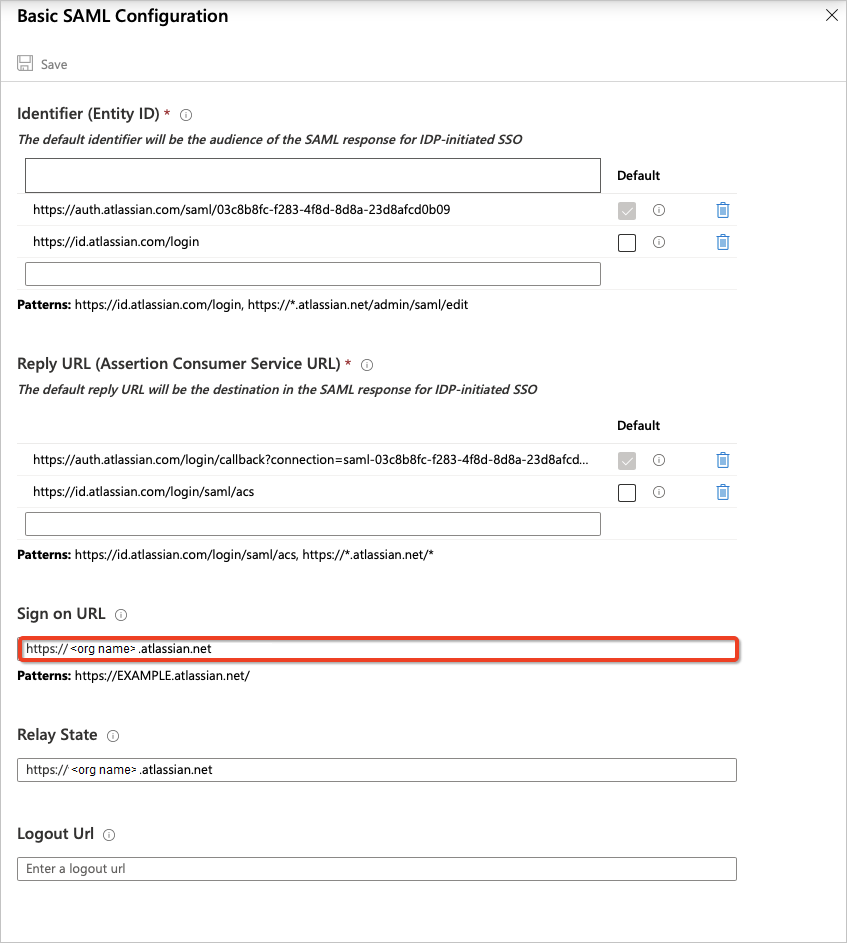 Basic SAML Configuration
Save
Identifier (Entity ID) *
The default identifier will be the audience of the SAML response for IDP-initiated SSO
Default
https://auth.atlassian.com/saml/03c8b8fc-f283-4f8d-8d8a-23d8afcd0b09
https://id.atlassian.com/login
Patterns: https://id.atlassian.com/login, https://*.atlassian.net/admin/saml/edit
Reply URL (Assertion Consumer Service URL) *
The default reply URL will be the destination in the SAML response for IDP-initiated SSO
Default
https://auth.atlassian.com/login/callback?connection=saml-03c8b8fc-f283-4f8d-8d8a-23d8afcd...
https://id.atlassian.com/login/saml/acs
Patterns: https://id.atlassian.com/login/saml/acs, https://*.atlassian.net/*
Sign on URL
https:// <org name> .atlassian.net
Patterns: https://EXAMPLE.atlassian.net/
Relay State
https:// <org name> .atlassian.net
Logout Url
Enter a logout url